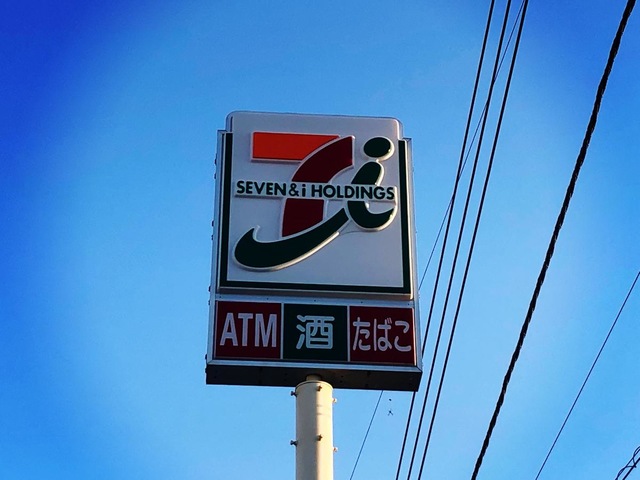 SEVEN & i HOLDINGS
ATM 酒 たばこ